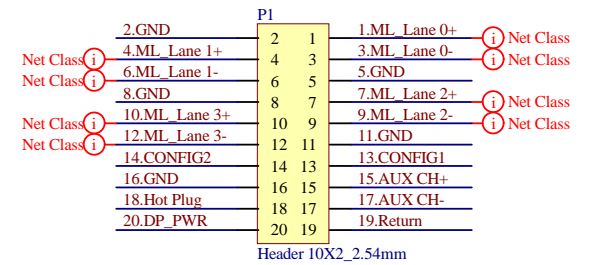 P1
2.GND 2 1 1.ML_Lane 0+ i Net Class
Net Class i 4.ML_Lane 1+ 4 3 3.ML_Lane 0- i Net Class
Net Class i 6.ML_Lane 1- 6 5 5.GND
8.GND 8 7 7.ML_Lane 2+ i Net Class
Net Class i 10.ML_Lane 3+ 10 9 9.ML_Lane 2- i Net Class
Net Class i 12.ML_Lane 3- 12 11 11.GND
14.CONFIG2 14 13 13.CONFIG1
16.GND 16 15 15.AUX CH+
18.Hot Plug 18 17 17.AUX CH-
20.DP_PWR 20 19 19.Return
Header 10X2_2.54mm